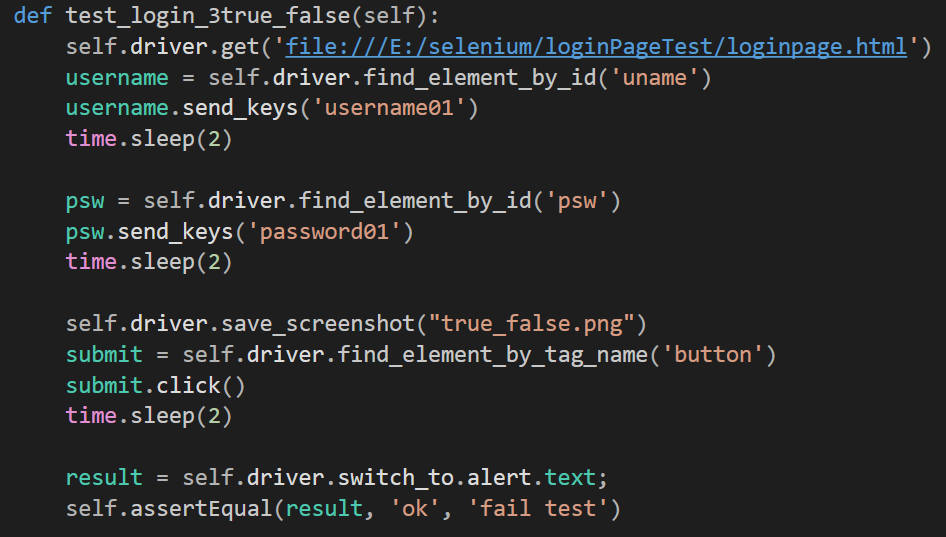 def test_login_3true_false(self):
    self.driver.get('file:///E:/selenium/loginPageTest/loginpage.html')
    username = self.driver.find_element_by_id('uname')
    username.send_keys('username01')
    time.sleep(2)

    psw = self.driver.find_element_by_id('psw')
    psw.send_keys('password01')
    time.sleep(2)

    self.driver.save_screenshot("true_false.png")
    submit = self.driver.find_element_by_tag_name('button')
    submit.click()
    time.sleep(2)

    result = self.driver.switch_to.alert.text;
    self.assertEqual(result, 'ok', 'fail test')